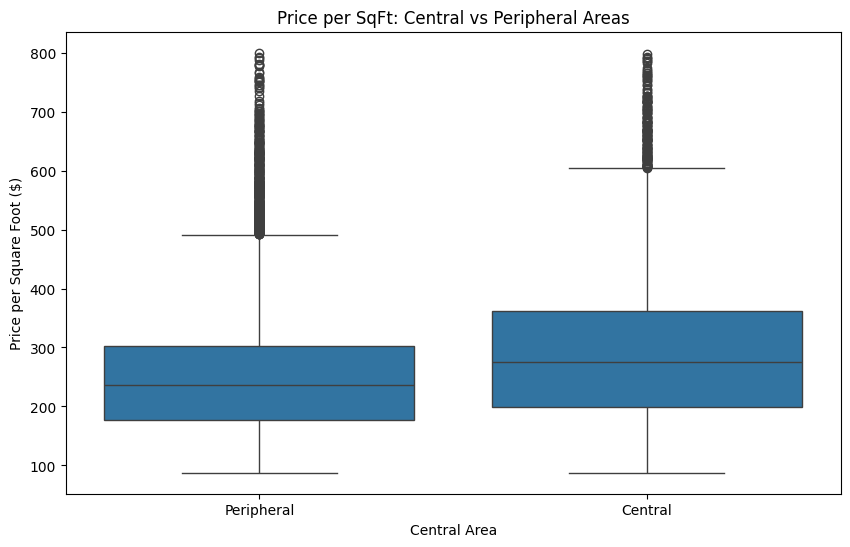 Price per SqFt: Central vs Peripheral Areas
Price per Square Foot ($)
800
700
600
500
400
300
200
100
Peripheral
Central
Central Area